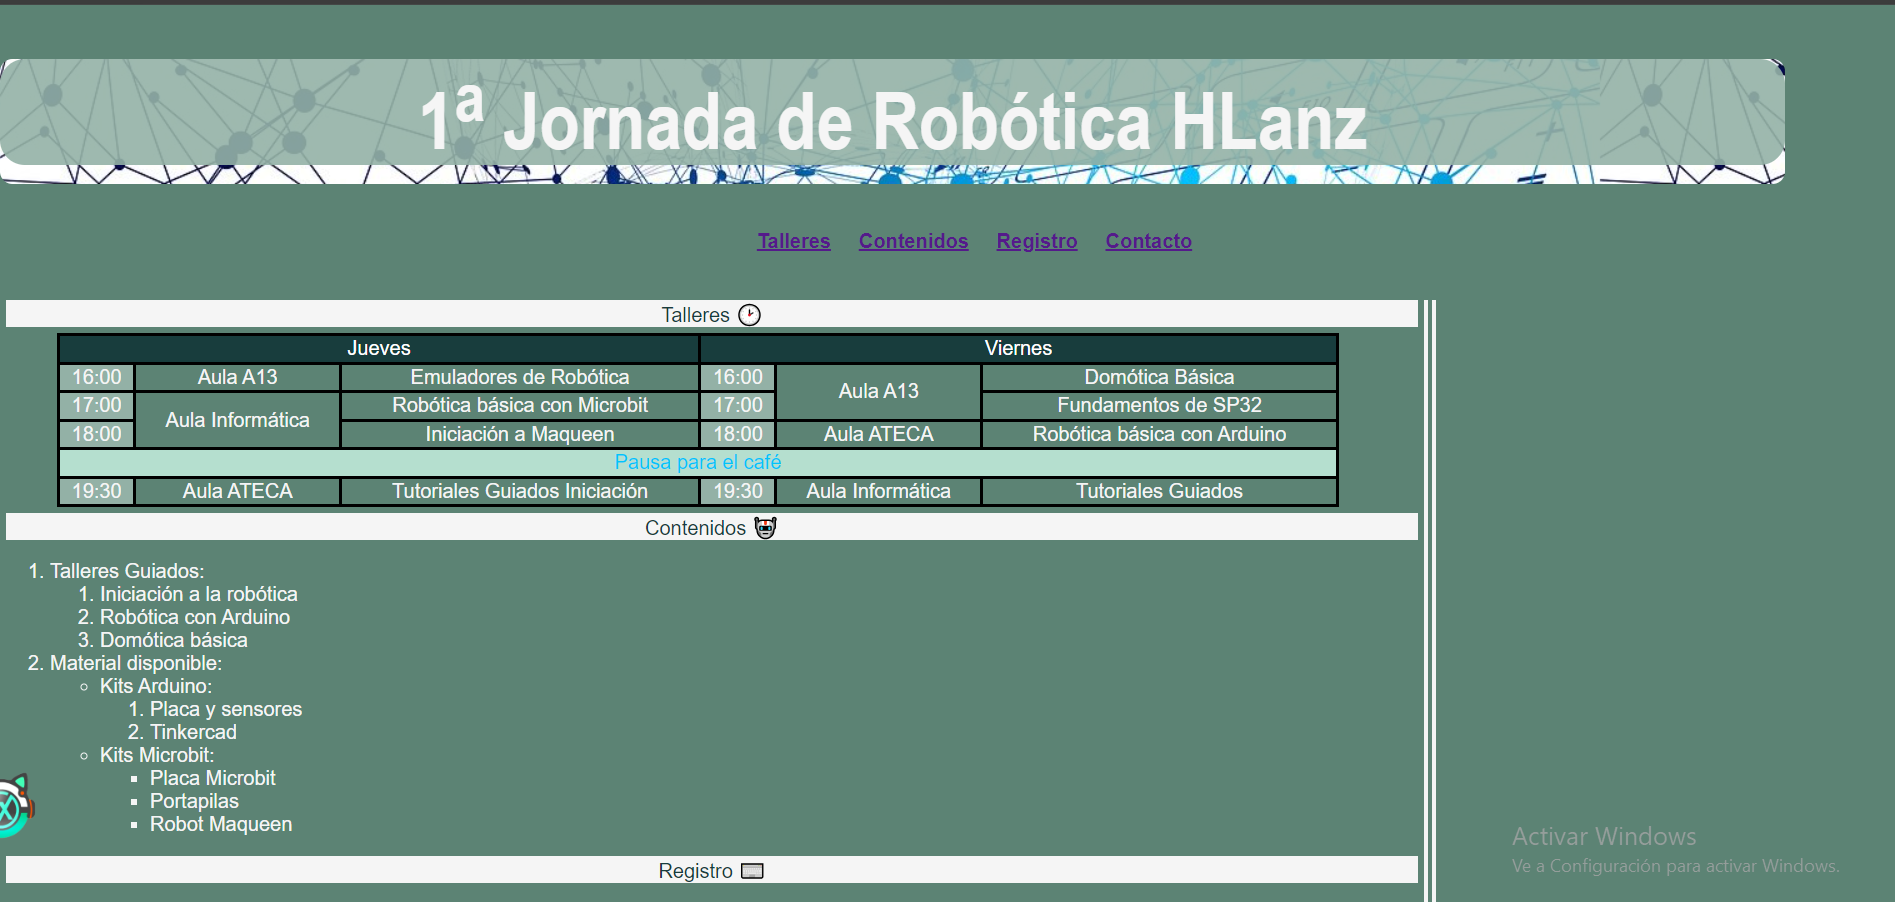 1ª Jornada de Robótica HLanz
Talleres Contenidos Registro Contacto
Talleres
Jueves Viernes
16:00 Aula A13 Emuladores de Robótica 16:00 Aula A13 Domótica Básica
17:00 Aula Informática Robótica básica con Microbit 17:00 Fundamentos de SP32
18:00 Iniciación a Maqueen 18:00 Aula ATECA Robótica básica con Arduino
Pausa para el café
19:30 Aula ATECA Tutoriales Guiados Iniciación 19:30 Aula Informática Tutoriales Guiados
Contenidos
1. Talleres Guiados:
1. Iniciación a la robótica
2. Robótica con Arduino
3. Domótica básica
2. Material disponible:
Kits Arduino:
1. Placa y sensores
2. Tinkercad
Kits Microbit:
Placa Microbit
Portapilas
Robot Maqueen
Registro
Activar Windows
Ve a Configuración para activar Windows.